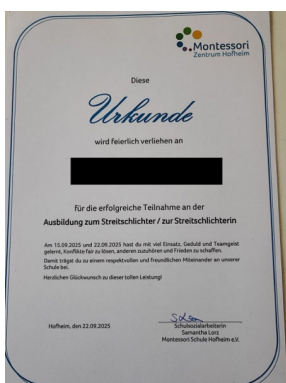 Montessori
Zentrum Hofheim
Diese
Urkunde
wird feierlich verliehen an
für die erfolgreiche Teilnahme an der
Ausbildung zum Streitschlichter / zur Streitschlichterin
Am 15.09.2025 und 22.09.2025 hast du mit viel Einsatz, Geduld und Teamgeist
gelernt, Konflikte fair zu lösen, anderen zuzuhören und Frieden zu schaffen.
Damit trägst du zu einem respektvollen und freundlichen Miteinander an unserer
Schule bei.
Herzlichen Glückwunsch zu dieser tollen Leistung!
Hofheim, den 22.09.2025
Schulsozialarbeiterin
Samantha Lorz
Montessori Schule Hofheim e.V.